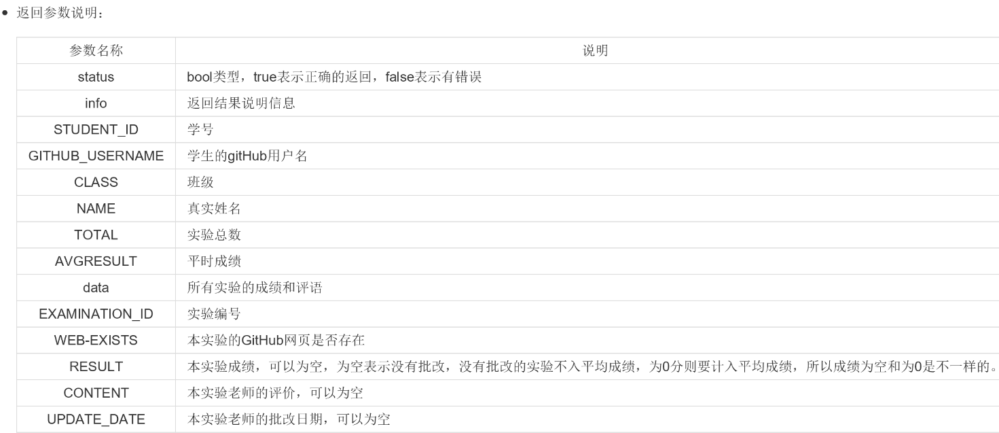 返回参数说明：
参数名称 说明
status bool类型，true表示正确的返回，false表示有错误
info 返回结果说明信息
STUDENT_ID 学号
GITHUB_USERNAME 学生的gitHub用户名
CLASS 班级
NAME 真实姓名
TOTAL 实验总数
AVGRESULT 平时成绩
data 所有实验的成绩和评语
EXAMINATION_ID 实验编号
WEB-EXISTS 本实验的GitHub网页是否存在
RESULT 本实验成绩，可以为空，为空表示没有批改，没有批改的实验不入平均成绩，为0分则要计入平均成绩，所以成绩为空和为0是不一样的。
CONTENT 本实验老师的评价，可以为空
UPDATE_DATE 本实验老师的批改日期，可以为空